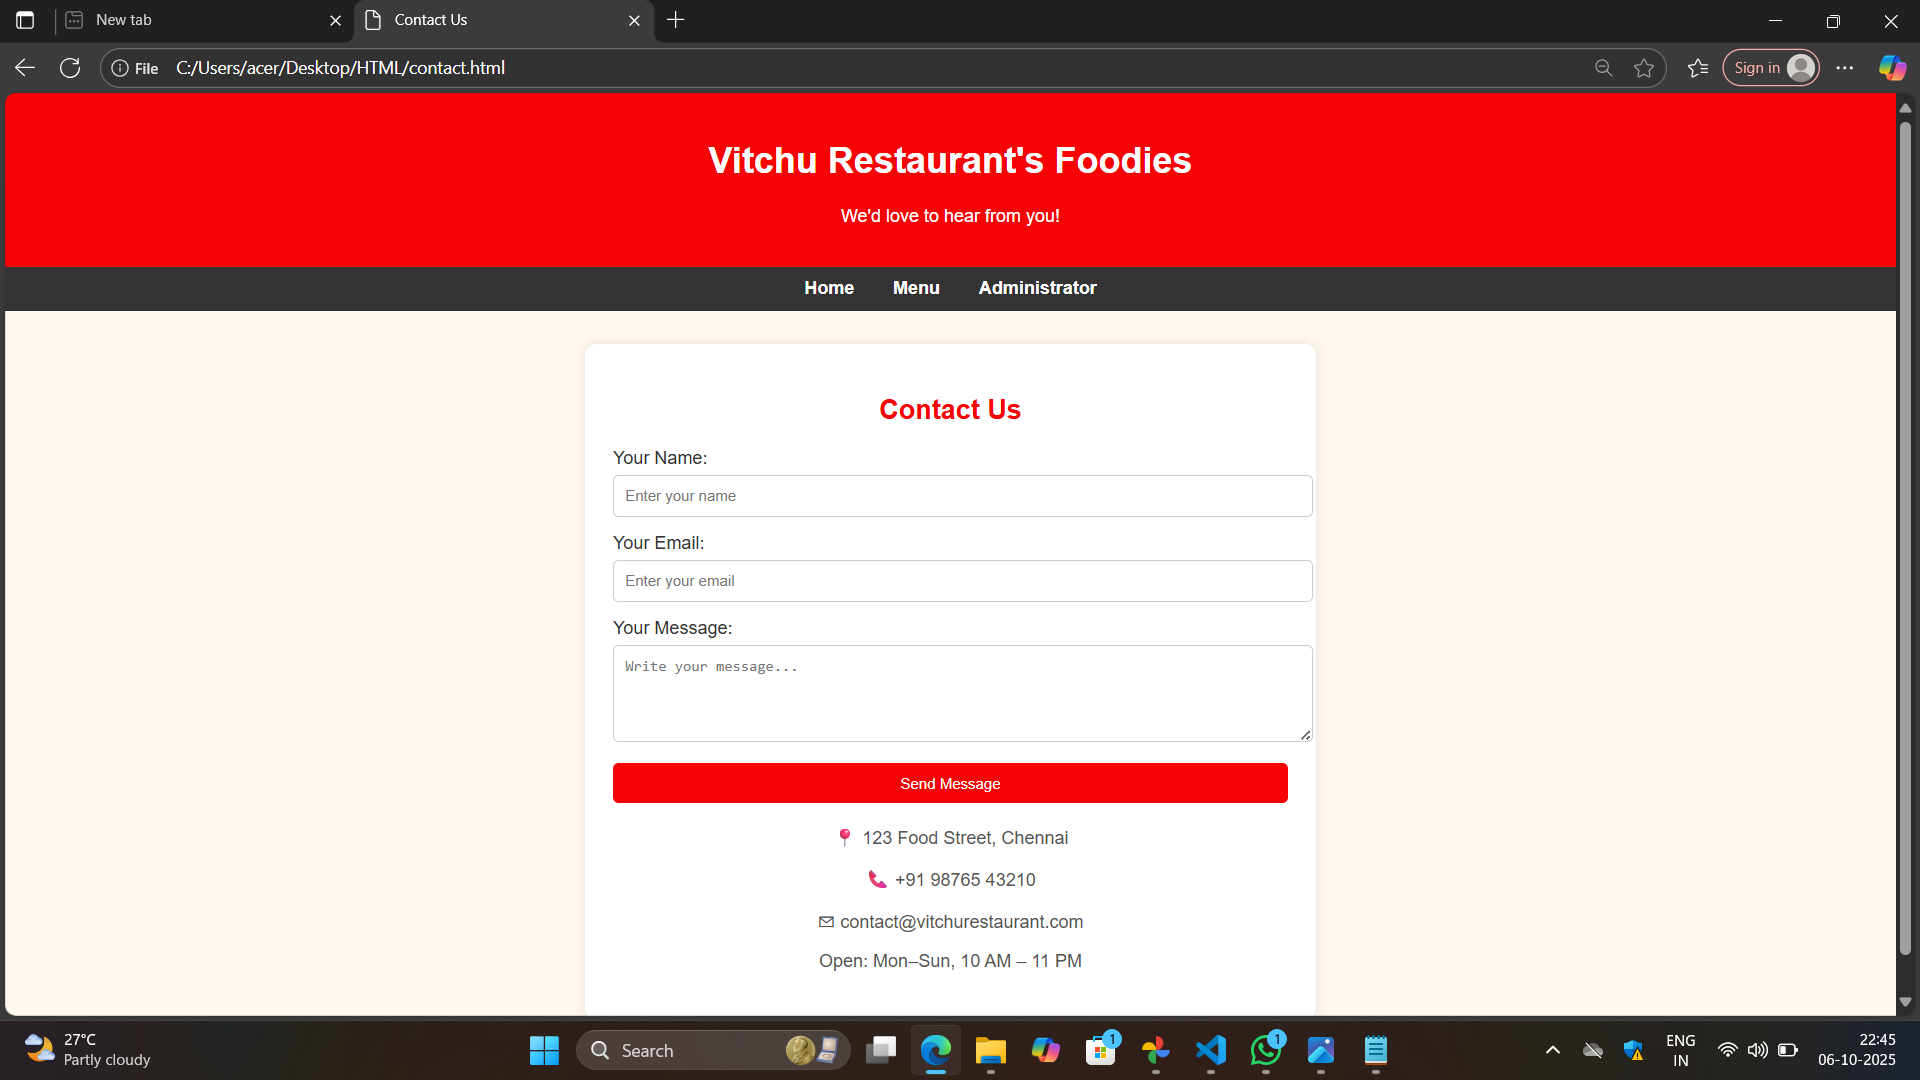 New tab
Contact Us
File
C:/Users/acer/Desktop/HTML/contact.html
Sign in
Vitchu Restaurant's Foodies
We'd love to hear from you!
Home Menu Administrator
Contact Us
Your Name:
Enter your name
Your Email:
Enter your email
Your Message:
Write your message...
Send Message
123 Food Street, Chennai
+91 98765 43210
contact@vitchurestaurant.com
Open: Mon–Sun, 10 AM – 11 PM
27°C
Partly cloudy
Search
1
1
ENG
IN
22:45
06-10-2025